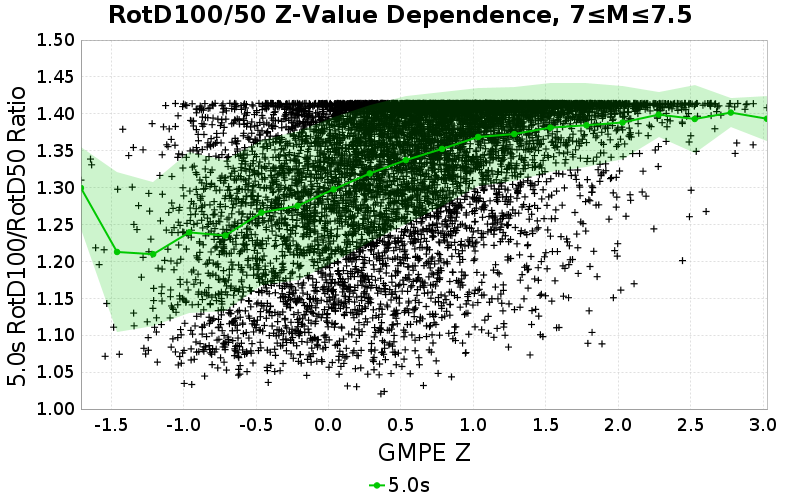 RotD100/50 Z-Value Dependence, 7≤M≤7.5
5.0s RotD100/RotD50 Ratio
1.50
1.45
1.40
1.35
1.30
1.25
1.20
1.15
1.10
1.05
1.00
-1.5 -1.0 -0.5 0.0 0.5 1.0 1.5 2.0 2.5 3.0
GMPE Z
5.0s